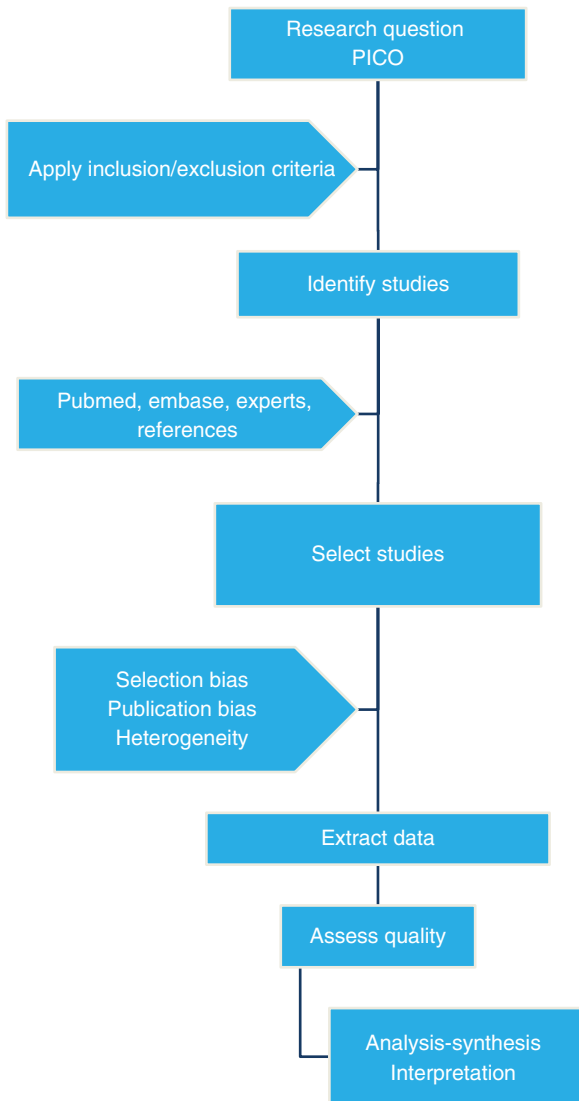 Research question
PICO
Apply inclusion/exclusion criteria
Identify studies
Pubmed, embase, experts,
references
Select studies
Selection bias
Publication bias
Heterogeneity
Extract data
Assess quality
Analysis-synthesis
Interpretation